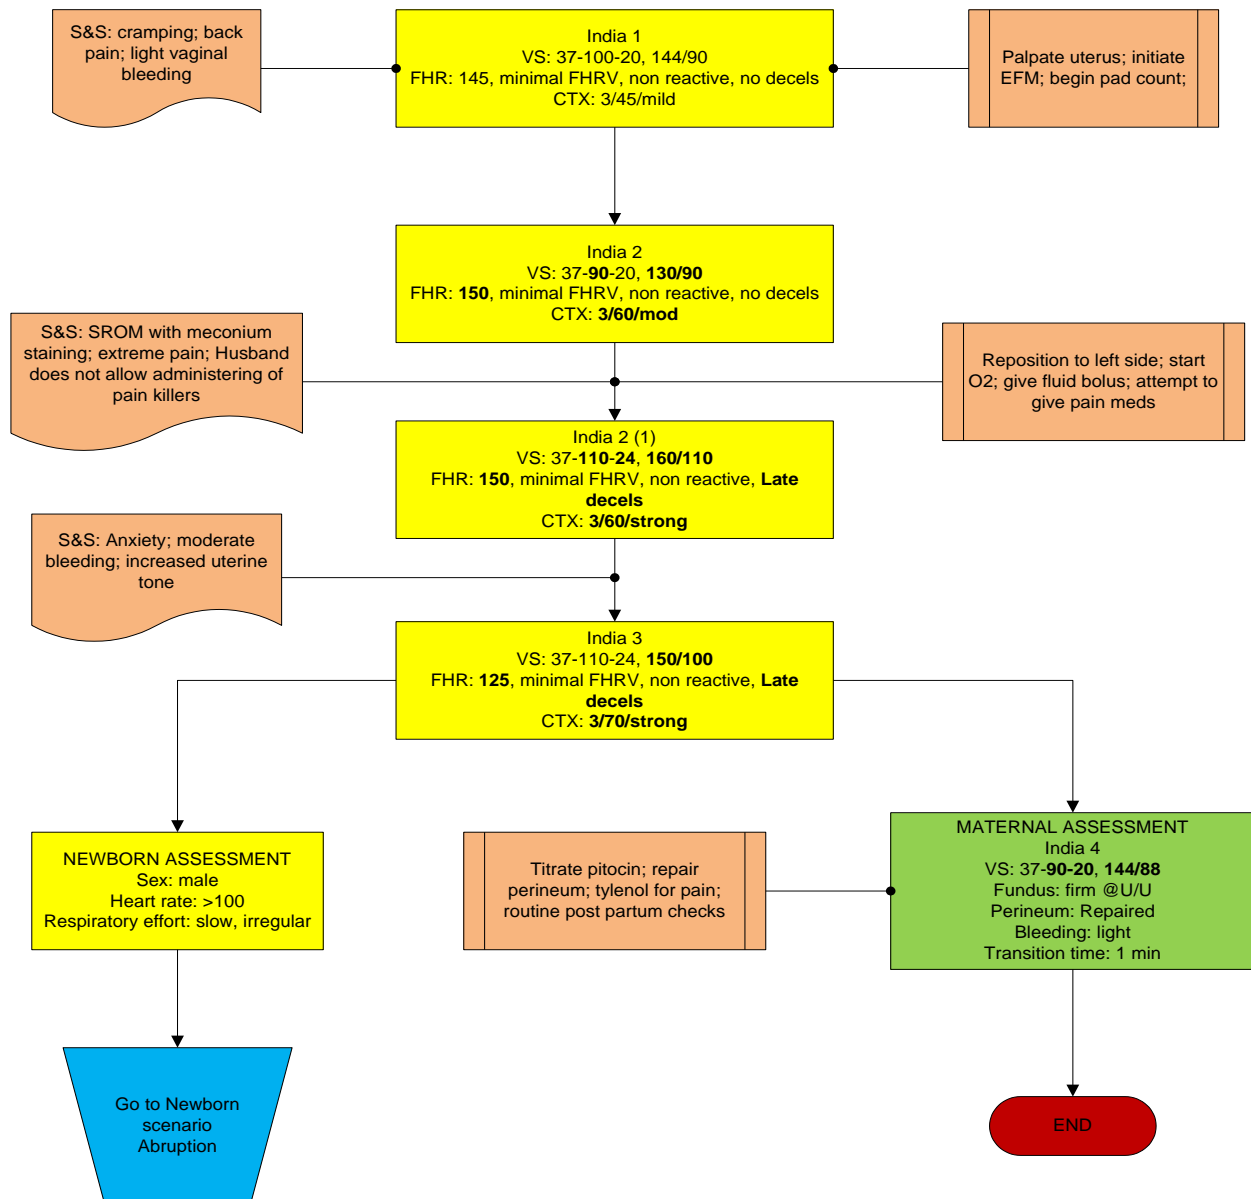 S&S: cramping; back
pain; light vaginal
bleeding
India 1
VS: 37-100-20, 144/90
FHR: 145, minimal FHRV, non reactive, no decels
CTX: 3/45/mild
Palpate uterus; initiate
EFM; begin pad count;
India 2
VS: 37-90-20, 130/90
FHR: 150, minimal FHRV, non reactive, no decels
CTX: 3/60/mod
S&S: SROM with meconium
staining; extreme pain; Husband
does not allow administering of
pain killers
Reposition to left side; start
O2; give fluid bolus; attempt to
give pain meds
India 2 (1)
VS: 37-110-24, 160/110
FHR: 150, minimal FHRV, non reactive, Late
decels
CTX: 3/60/strong
S&S: Anxiety; moderate
bleeding; increased uterine
tone
India 3
VS: 37-110-24, 150/100
FHR: 125, minimal FHRV, non reactive, Late
decels
CTX: 3/70/strong
NEWBORN ASSESSMENT
Sex: male
Heart rate: >100
Respiratory effort: slow, irregular
Titrate pitocin; repair
perineum; tylenol for pain;
routine post partum checks
MATERNAL ASSESSMENT
India 4
VS: 37-90-20, 144/88
Fundus: firm @U/U
Perineum: Repaired
Bleeding: light
Transition time: 1 min
Go to Newborn
scenario
Abruption
END